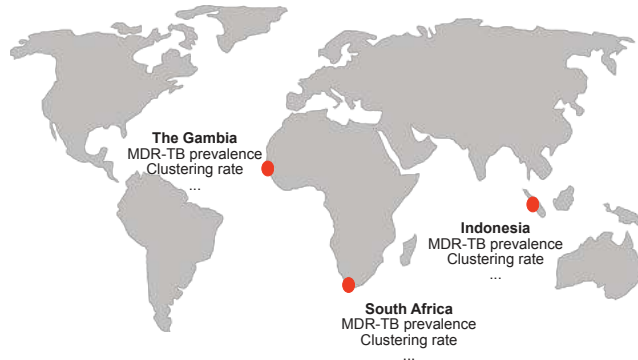 The Gambia
MDR-TB prevalence
Clustering rate
...
Indonesia
MDR-TB prevalence
Clustering rate
...
South Africa
MDR-TB prevalence
Clustering rate
...